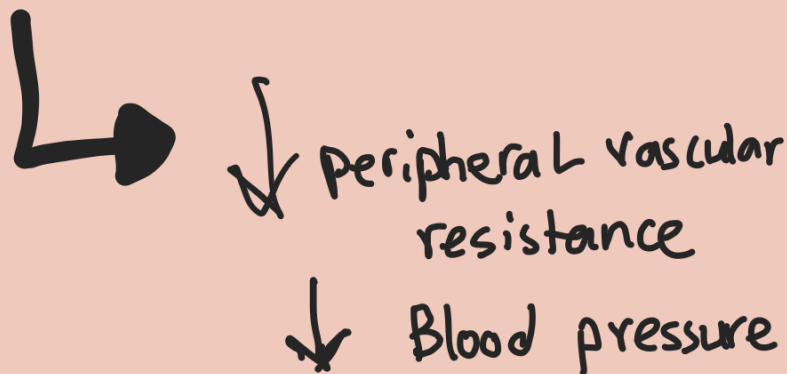 ↓ peripheral vascular
resistance
↓ Blood pressure